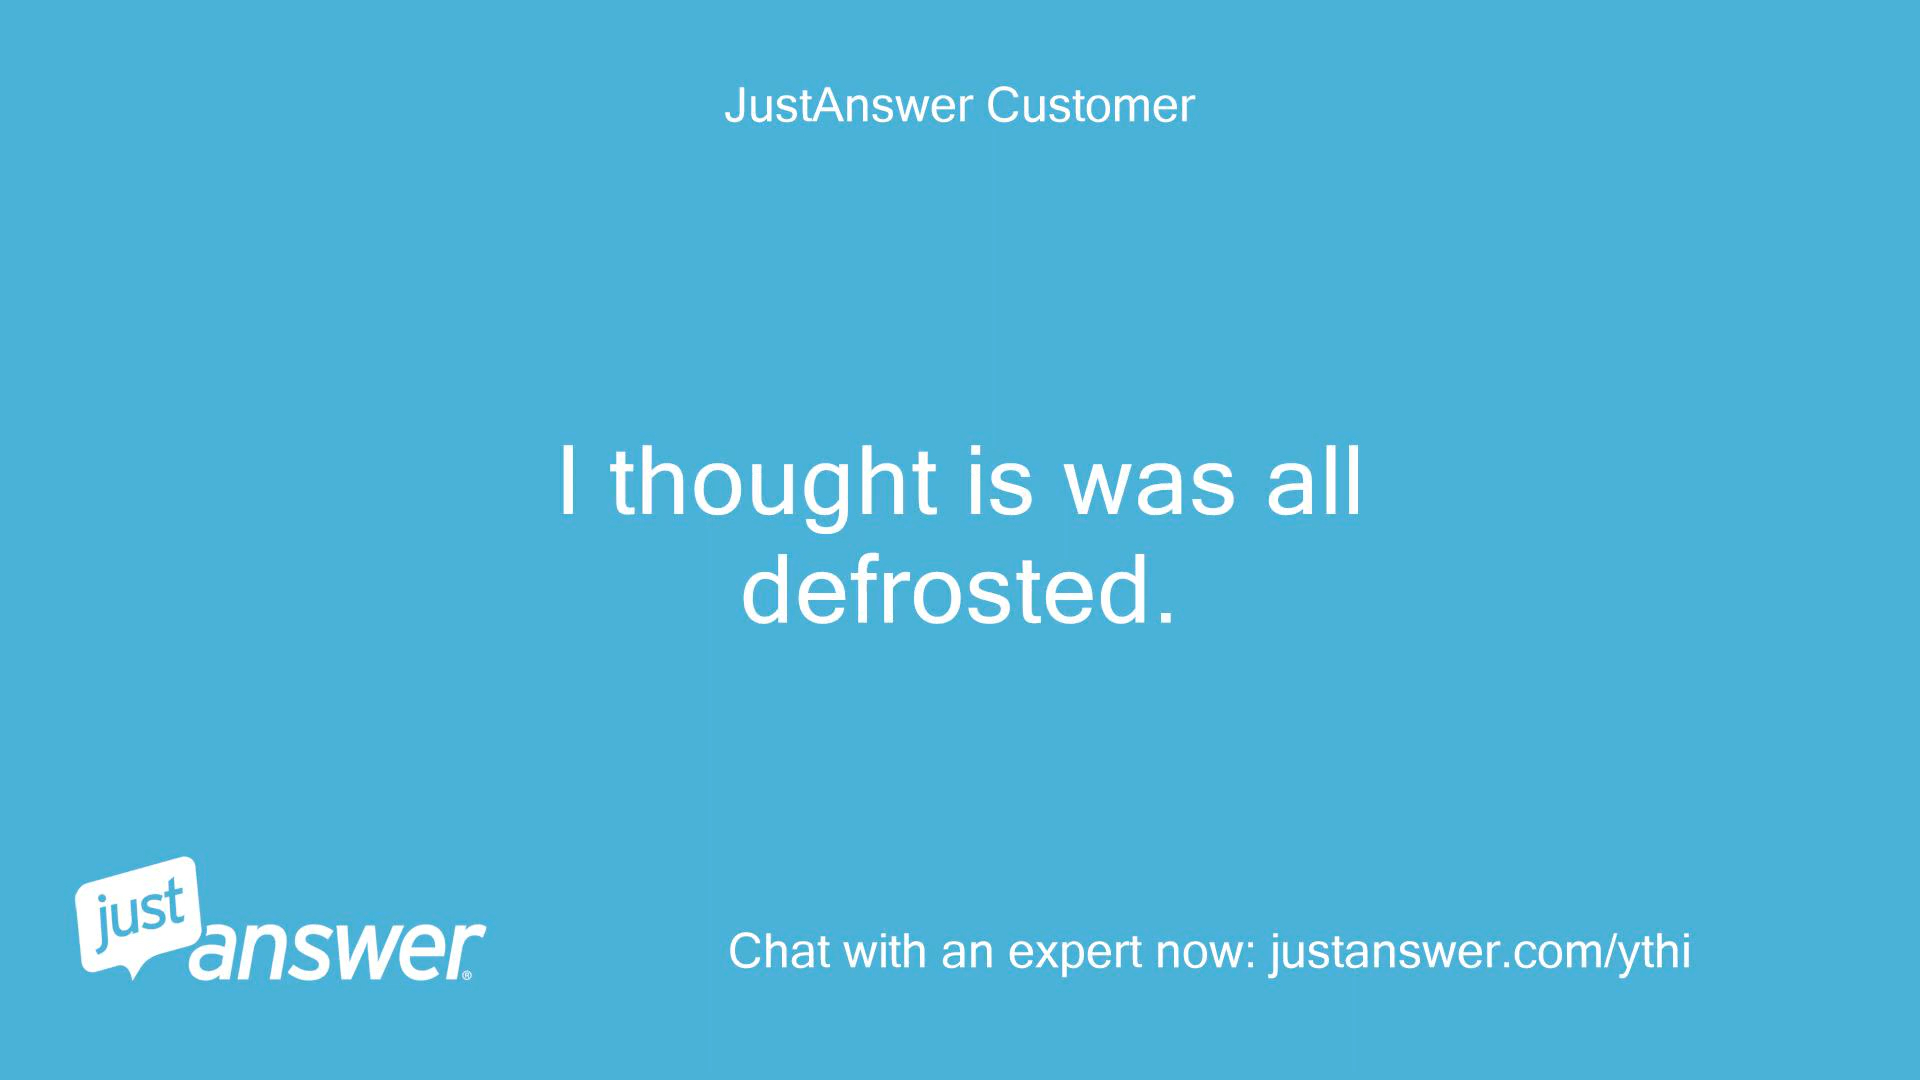 JustAnswer Customer
I thought is was all
defrosted.
just
answer®
Chat with an expert now: justanswer.com/ythi